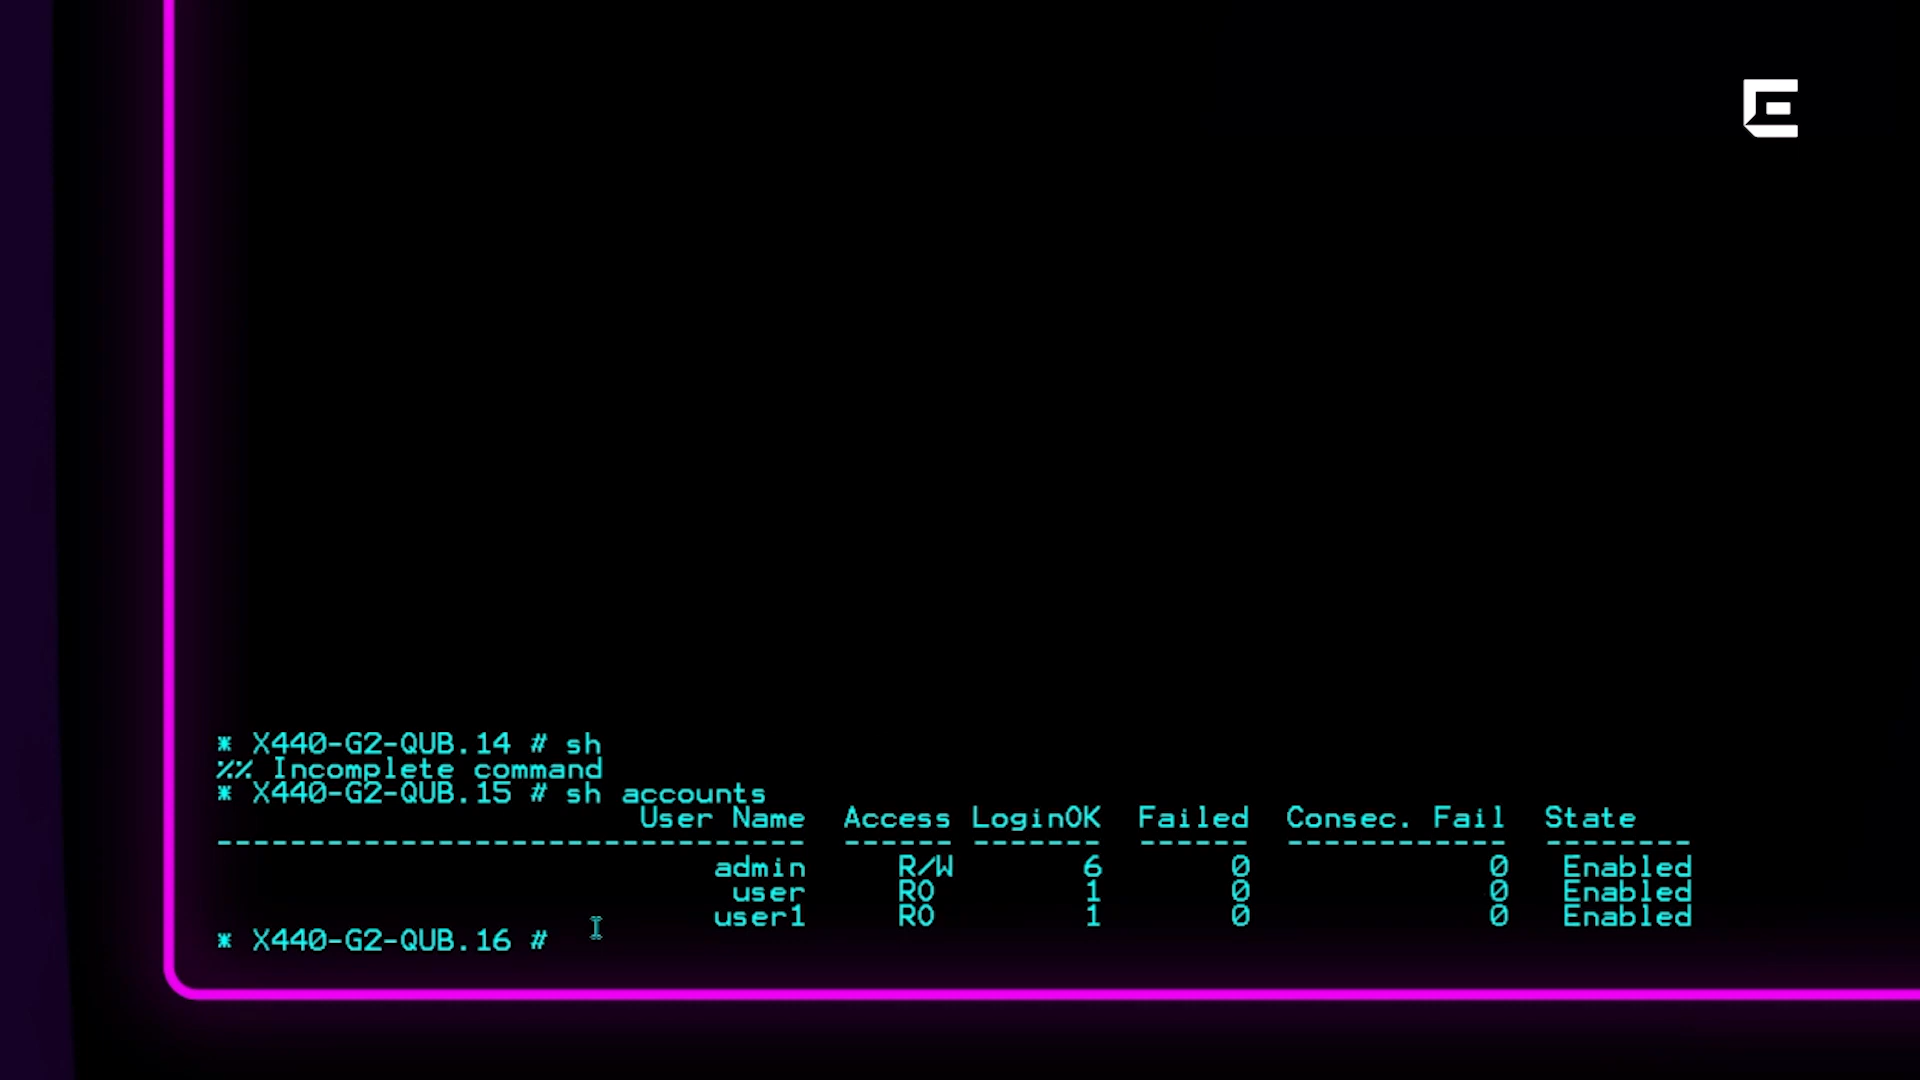 * X440-G2-QUB.14 # sh
%% Incomplete command
* X440-G2-QUB.15 # sh accounts
User Name Access LoginOK Failed Consec. Fail State
-------------------------------- ------ ------- ------ ------------ --------
admin R/W 6 0 0 Enabled
user RO 1 0 0 Enabled
user1 RO 1 0 0 Enabled
* X440-G2-QUB.16 #